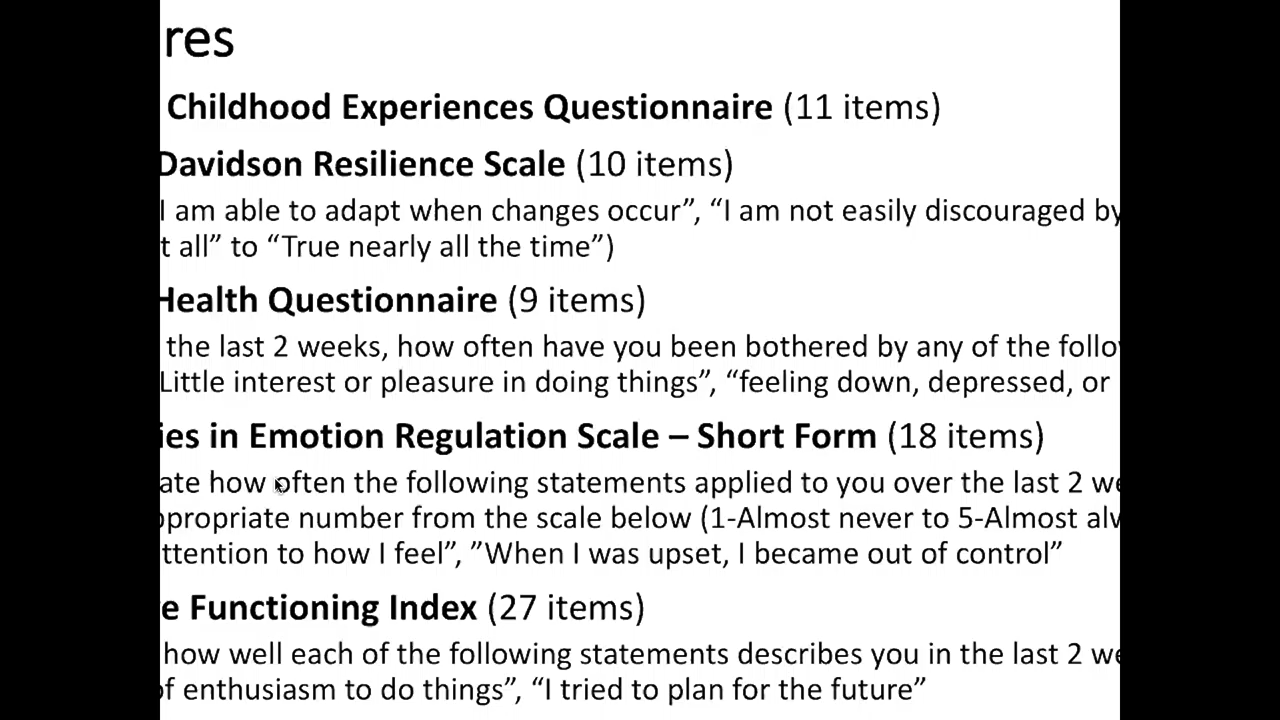 res
Childhood Experiences Questionnaire (11 items)
Davidson Resilience Scale (10 items)
I am able to adapt when changes occur”, “I am not easily discouraged by
t all” to “True nearly all the time”)
Health Questionnaire (9 items)
the last 2 weeks, how often have you been bothered by any of the follo
Little interest or pleasure in doing things”, “feeling down, depressed, or
ies in Emotion Regulation Scale – Short Form (18 items)
ate how often the following statements applied to you over the last 2 we
ppropriate number from the scale below (1-Almost never to 5-Almost alw
ttention to how I feel”, ”When I was upset, I became out of control”
e Functioning Index (27 items)
how well each of the following statements describes you in the last 2 we
of enthusiasm to do things”, “I tried to plan for the future”